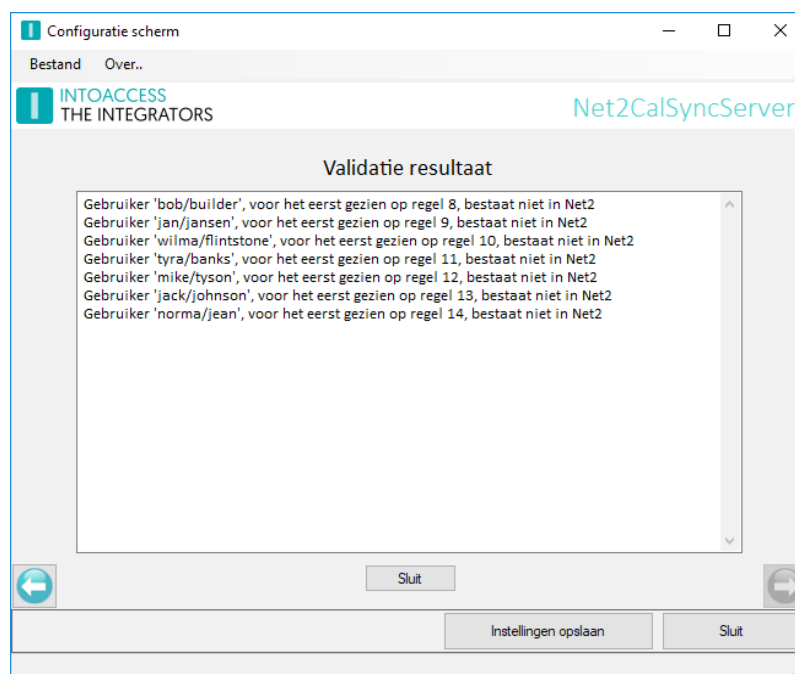 Configuratie scherm
Bestand Over..
INTOACCESS
THE INTEGRATORS
Net2CalSyncServer
Validatie resultaat
Gebruiker 'bob/builder', voor het eerst gezien op regel 8, bestaat niet in Net2
Gebruiker 'jan/jansen', voor het eerst gezien op regel 9, bestaat niet in Net2
Gebruiker 'wilma/flintstone', voor het eerst gezien op regel 10, bestaat niet in Net2
Gebruiker 'tyra/banks', voor het eerst gezien op regel 11, bestaat niet in Net2
Gebruiker 'mike/tyson', voor het eerst gezien op regel 12, bestaat niet in Net2
Gebruiker 'jack/johnson', voor het eerst gezien op regel 13, bestaat niet in Net2
Gebruiker 'norma/jean', voor het eerst gezien op regel 14, bestaat niet in Net2
Sluit
Instellingen opslaan Sluit